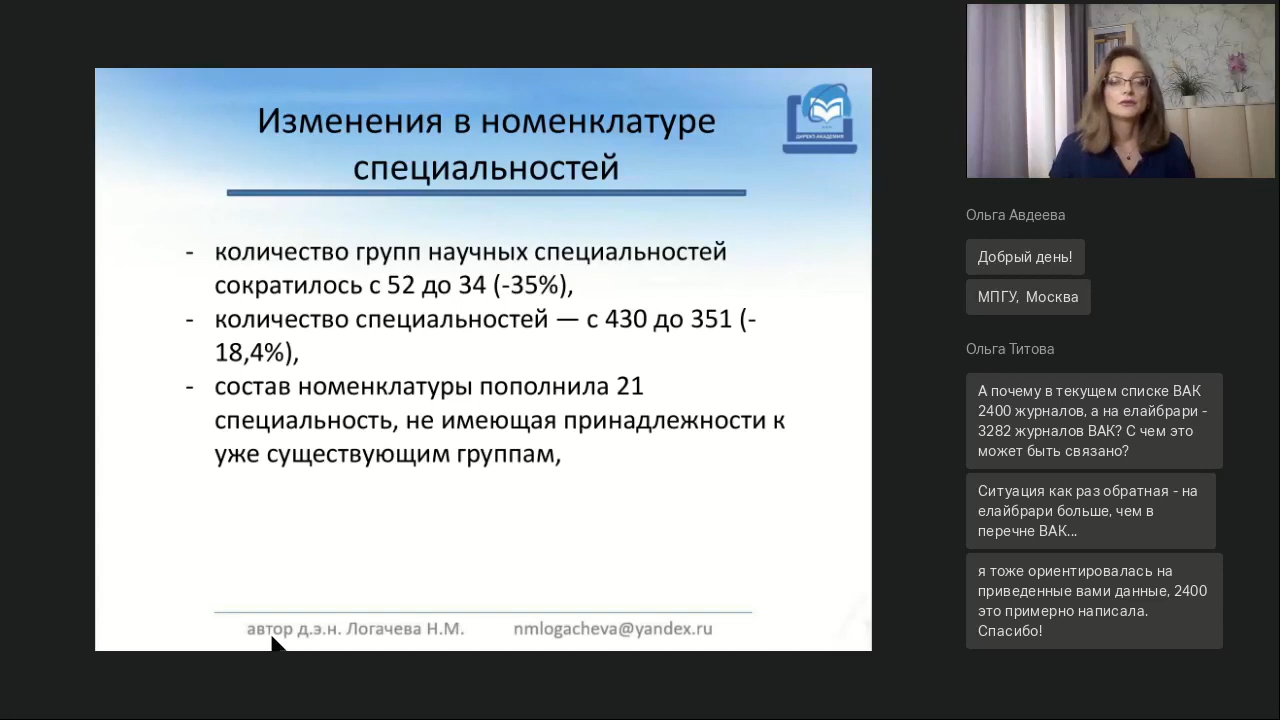 Изменения в номенклатуре
специальностей
ДИРЕКТ-АКАДЕМИЯ
- количество групп научных специальностей
сократилось с 52 до 34 (-35%),
- количество специальностей — с 430 до 351 (-
18,4%),
- состав номенклатуры пополнила 21
специальность, не имеющая принадлежности к
уже существующим группам,
автор д.э.н. Логачева Н.М. nmlogacheva@yandex.ru
Ольга Авдеева
Добрый день!
МПГУ, Москва
Ольга Титова
А почему в текущем списке ВАК
2400 журналов, а на елайбрари -
3282 журналов ВАК? С чем это
может быть связано?
Ситуация как раз обратная - на
елайбрари больше, чем в
перечне ВАК...
я тоже ориентировалась на
приведенные вами данные, 2400
это примерно написала.
Спасибо!